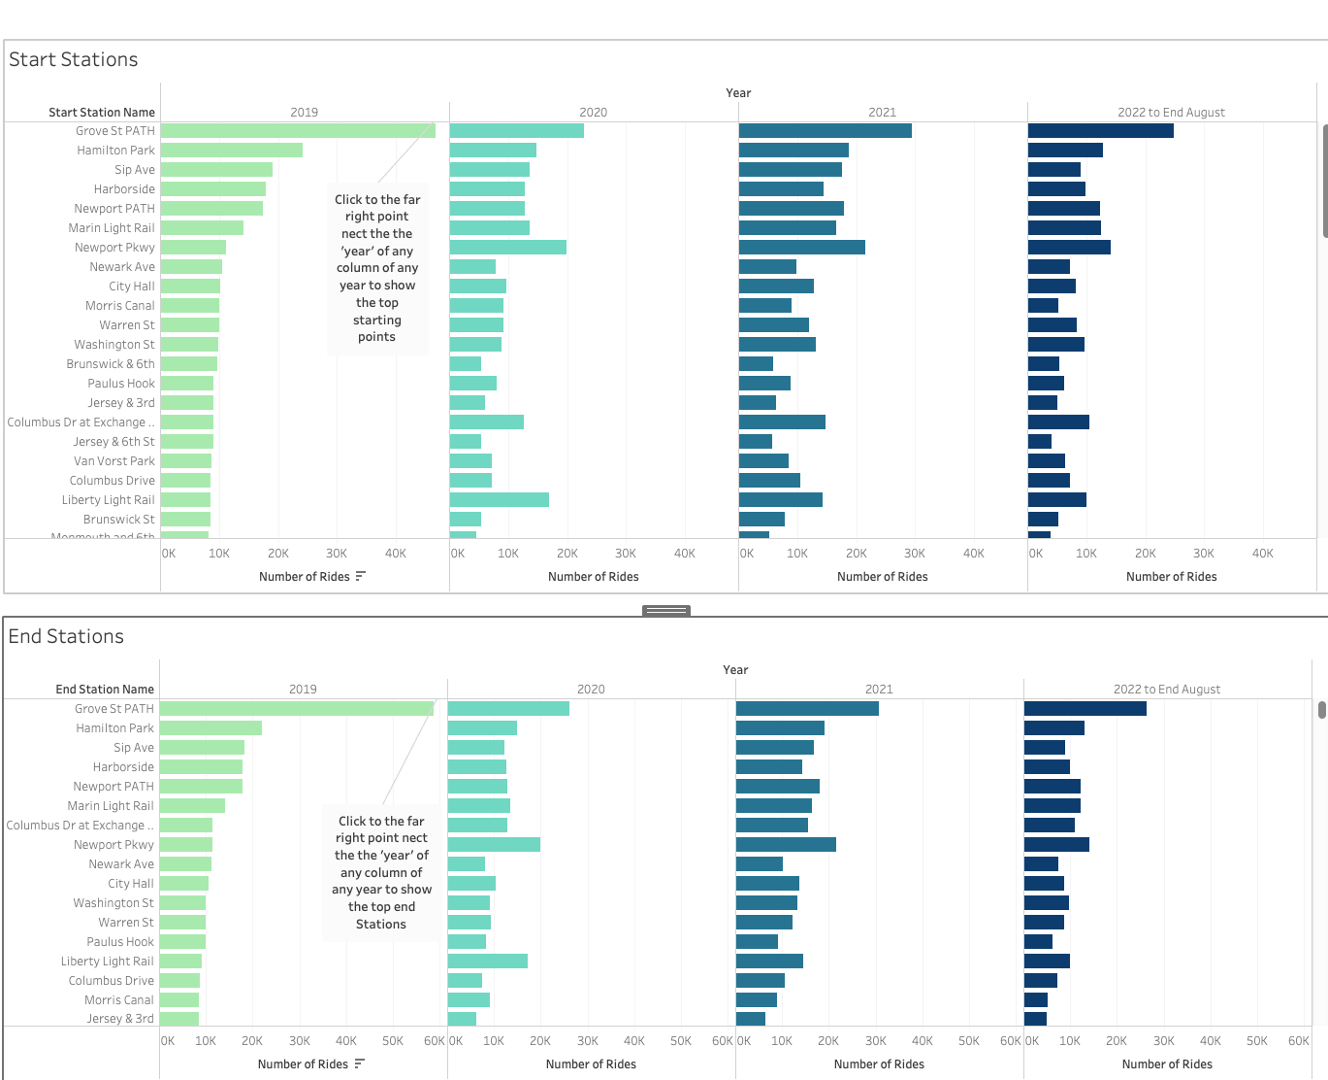 Start Stations
Year
Start Station Name 2019 2020 2021 2022 to End August
Grove St PATH
Hamilton Park
Sip Ave
Harborside
Newport PATH
Marin Light Rail
Newport Pkwy
Newark Ave
City Hall
Morris Canal
Warren St
Washington St
Brunswick & 6th
Paulus Hook
Jersey & 3rd
Columbus Dr at Exchange ..
Jersey & 6th St
Van Vorst Park
Columbus Drive
Liberty Light Rail
Brunswick St
Monmouth and 6th
Click to the far
right point
nect the the
'year' of any
column of any
year to show
the top
starting
points
0K 10K 20K 30K 40K 0K 10K 20K 30K 40K 0K 10K 20K 30K 40K 0K 10K 20K 30K 40K
Number of Rides Number of Rides Number of Rides Number of Rides
End Stations
Year
End Station Name 2019 2020 2021 2022 to End August
Grove St PATH
Hamilton Park
Sip Ave
Harborside
Newport PATH
Marin Light Rail
Columbus Dr at Exchange ..
Newport Pkwy
Newark Ave
City Hall
Washington St
Warren St
Paulus Hook
Liberty Light Rail
Columbus Drive
Morris Canal
Jersey & 3rd
Click to the far
right point nect
the the 'year' of
any column of
any year to show
the top end
Stations
0K 10K 20K 30K 40K 50K 60K 0K 10K 20K 30K 40K 50K 60K 0K 10K 20K 30K 40K 50K 60K 0K 10K 20K 30K 40K 50K 60K
Number of Rides Number of Rides Number of Rides Number of Rides